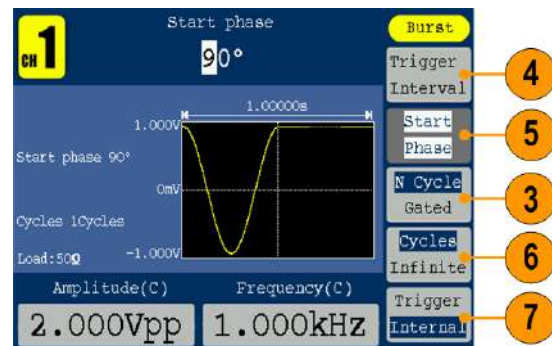 CH 1
Start phase
90°
Burst
Trigger
Interval
4
Start
Phase
5
1.00000s
1.000V
Start phase 90°
0mV
N Cycle
Gated
3
Cycles 1Cycles
Cycles
Infinite
6
Load:50Ω
-1.000V
Amplitude(C)
Frequency(C)
Trigger
Internal
7
2.000Vpp
1.000kHz